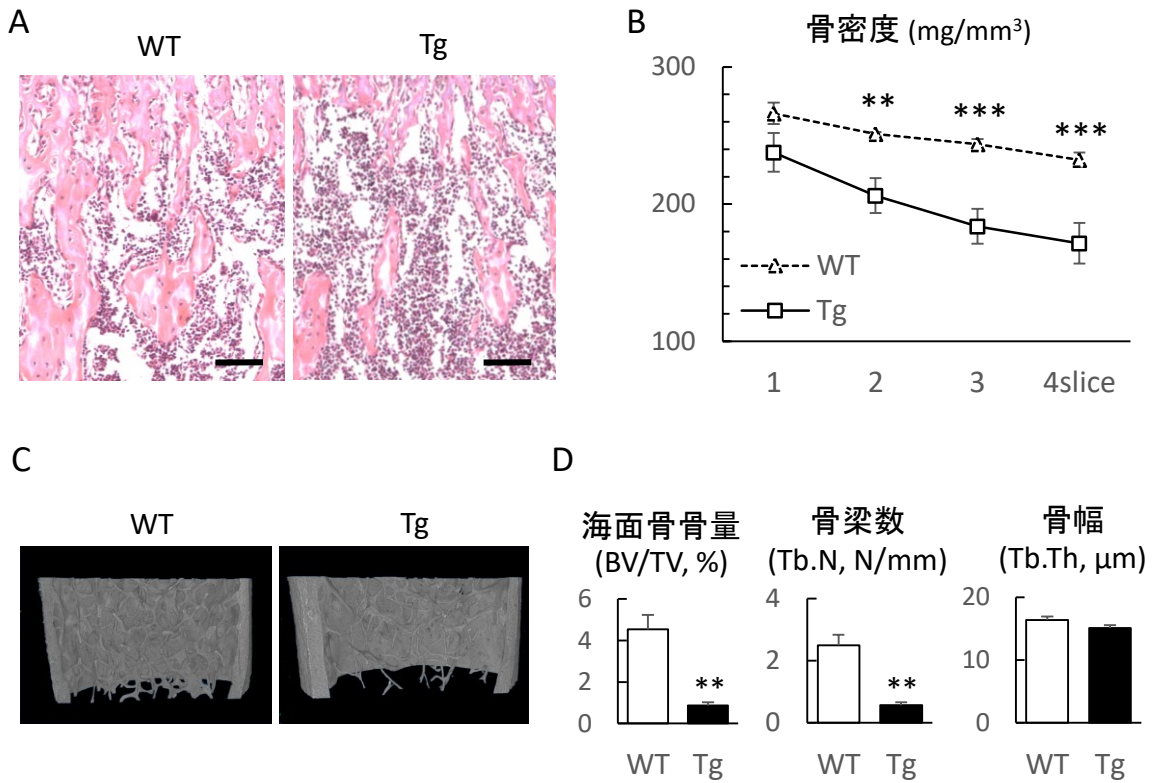 A
WT
Tg
B
骨密度 (mg/mm³)
300
200
100
**
***
***
WT
Tg
1 2 3 4slice
C
WT
Tg
D
海面骨骨量
(BV/TV, %)
6
4
2
0
**
WT Tg
骨梁数
(Tb.N, N/mm)
4
2
0
**
WT Tg
骨幅
(Tb.Th, μm)
20
10
0
WT Tg